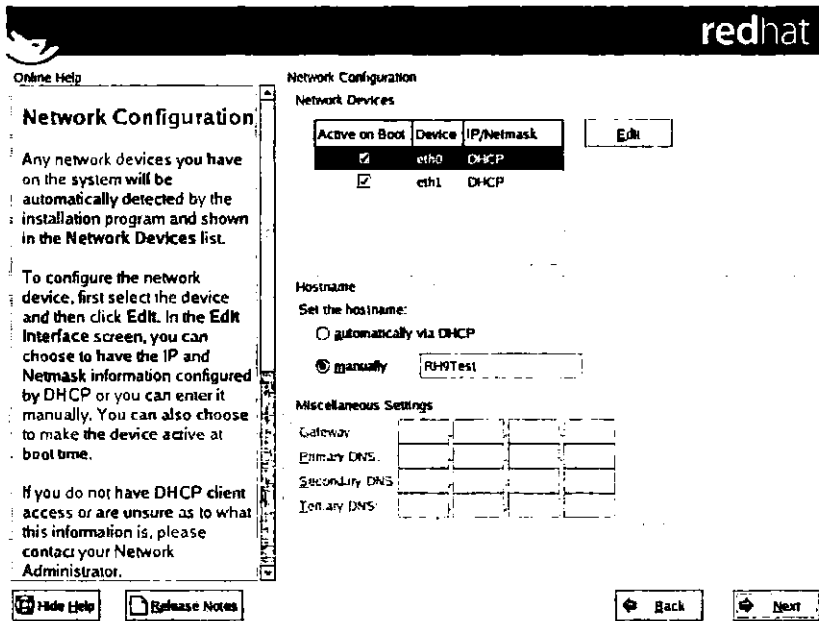 redhat
Online Help
Network Configuration
Any network devices you have
on the system will be
automatically detected by the
installation program and shown
in the Network Devices list.
To configure the network
device, first select the device
and then click Edit. In the Edit
Interface screen, you can
choose to have the IP and
Netmask information configured
by DHCP or you can enter it
manually. You can also choose
to make the device active at
boot time.
If you do not have DHCP client
access or are unsure as to what
this information is, please
contact your Network
Administrator.
Network Configuration
Network Devices
Active on Boot Device IP/Netmask
eth0 DHCP
eth1 DHCP
Edit
Hostname
Set the hostname:
automatically via DHCP
manually RH9Test
Miscellaneous Settings
Gateway
Primary DNS:
Secondary DNS
Tertiary DNS:
Hide Help
Release Notes
Back
Next